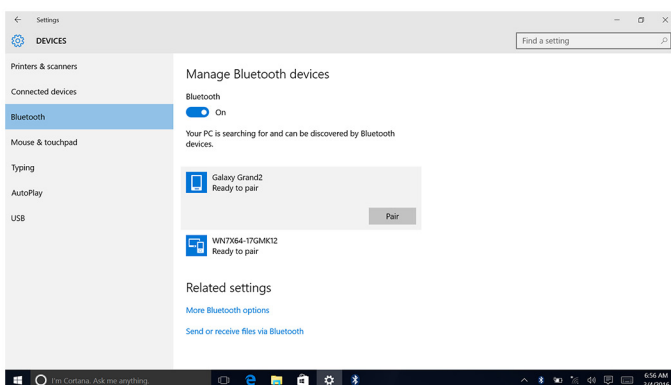 Settings
DEVICES
Find a setting
Printers & scanners
Connected devices
Bluetooth
Mouse & touchpad
Typing
AutoPlay
USB
Manage Bluetooth devices
Bluetooth
On
Your PC is searching for and can be discovered by Bluetooth
devices.
Galaxy Grand2
Ready to pair
Pair
WN7X64-17GMK12
Ready to pair
Related settings
More Bluetooth options
Send or receive files via Bluetooth
I'm Cortana. Ask me anything.
6:56 AM
3/4/2016